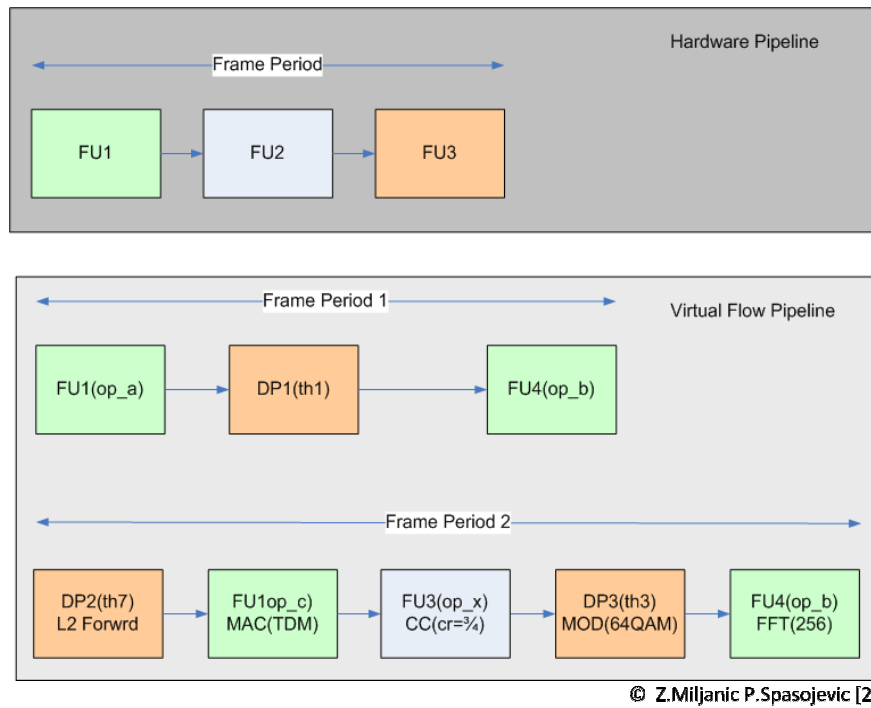 Hardware Pipeline
Frame Period
FU1
FU2
FU3
Frame Period 1
Virtual Flow Pipeline
FU1(op_a)
DP1(th1)
FU4(op_b)
Frame Period 2
DP2(th7)
L2 Forwrd
FU1op_c)
MAC(TDM)
FU3(op_x)
CC(cr=¾)
DP3(th3)
MOD(64QAM)
FU4(op_b)
FFT(256)
© Z.Miljanic P.Spasojevic [2